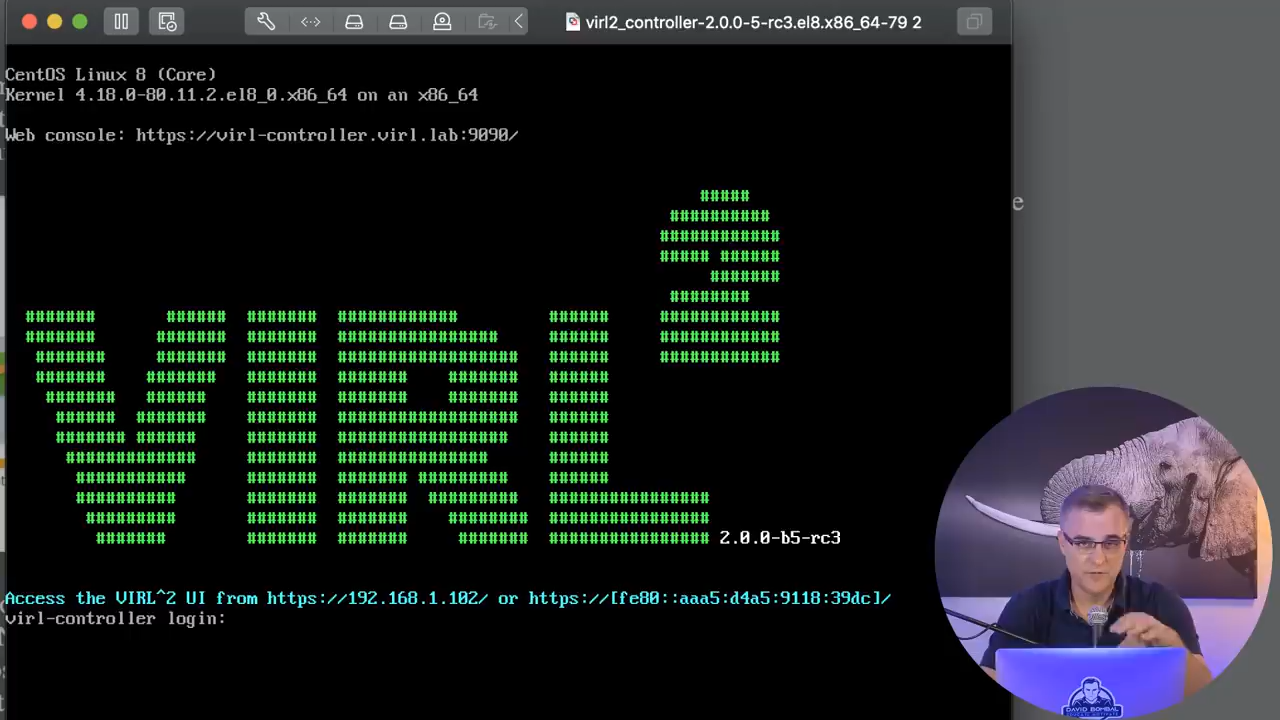 virl2_controller-2.0.0-5-rc3.el8.x86_64-79 2
CentOS Linux 8 (Core)
Kernel 4.18.0-80.11.2.el8_0.x86_64 on an x86_64
Web console: https://virl-controller.virl.lab:9090/
VIRL2
2.0.0-b5-rc3
Access the VIRL^2 UI from https://192.168.1.102/ or https://[fe80::aaa5:d4a5:9118:39dc]/
virl-controller login:
DAVID BOMBAL